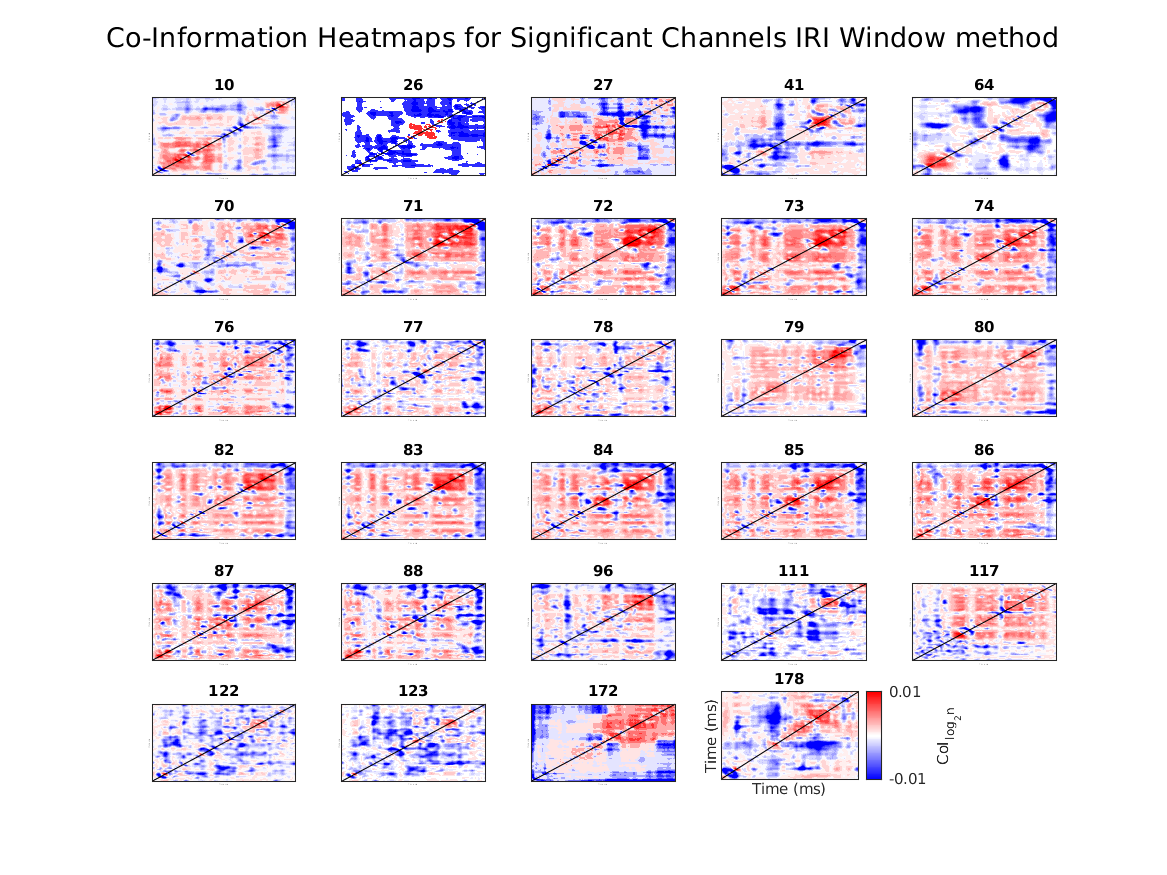 Co-Information Heatmaps for Significant Channels IRI Window method
10 26 27 41 64
70 71 72 73 74
76 77 78 79 80
82 83 84 85 86
87 88 96 111 117
122 123 172 178
0.01
-0.01
CoI log2n
Time (ms)
Time (ms)